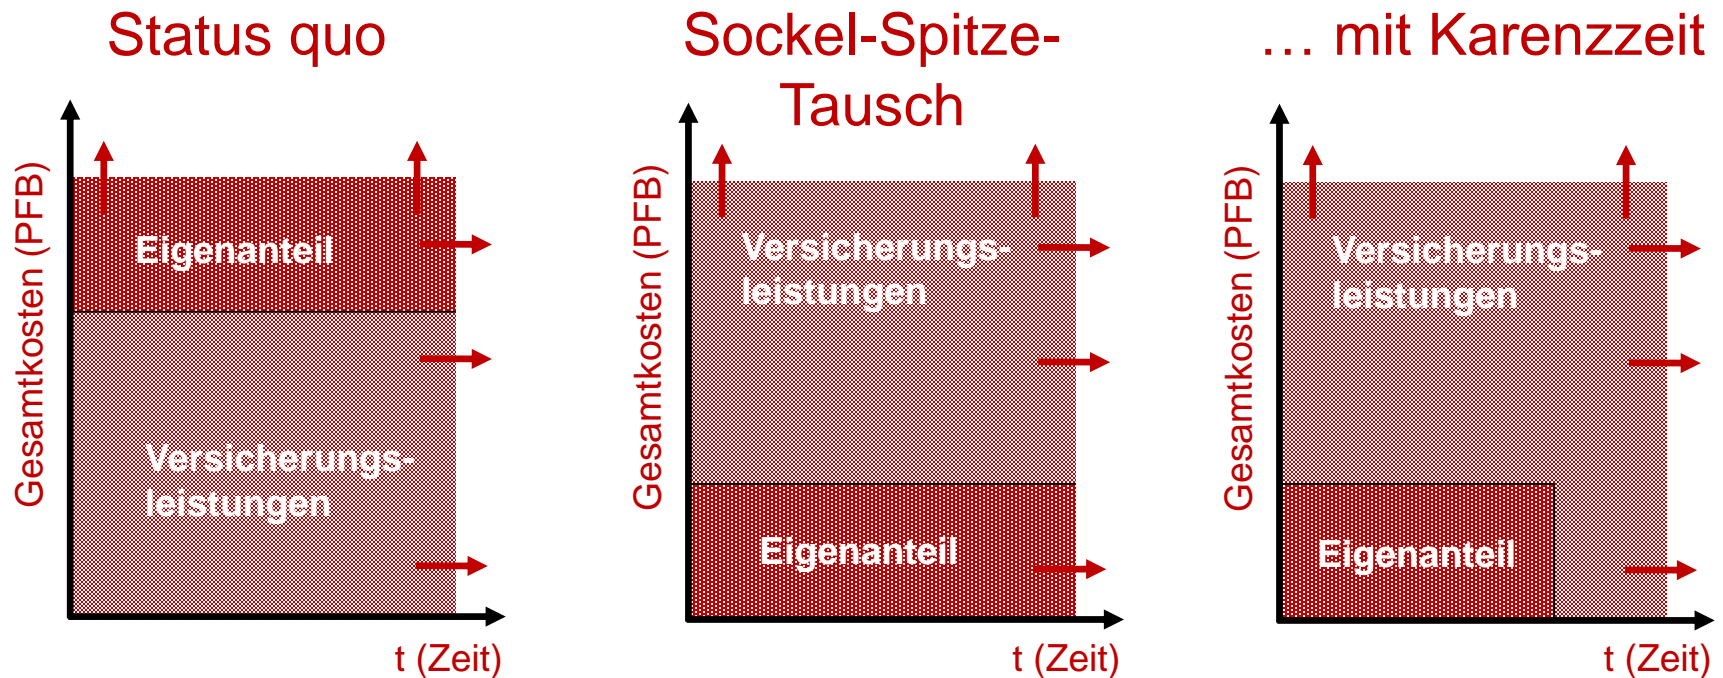 Status quo
Gesamtkosten (PFB)
Eigenanteil
Versicherungs-
leistungen
t (Zeit)
Sockel-Spitze-
Tausch
Gesamtkosten (PFB)
Versicherungs-
leistungen
Eigenanteil
t (Zeit)
… mit Karenzzeit
Gesamtkosten (PFB)
Versicherungs-
leistungen
Eigenanteil
t (Zeit)